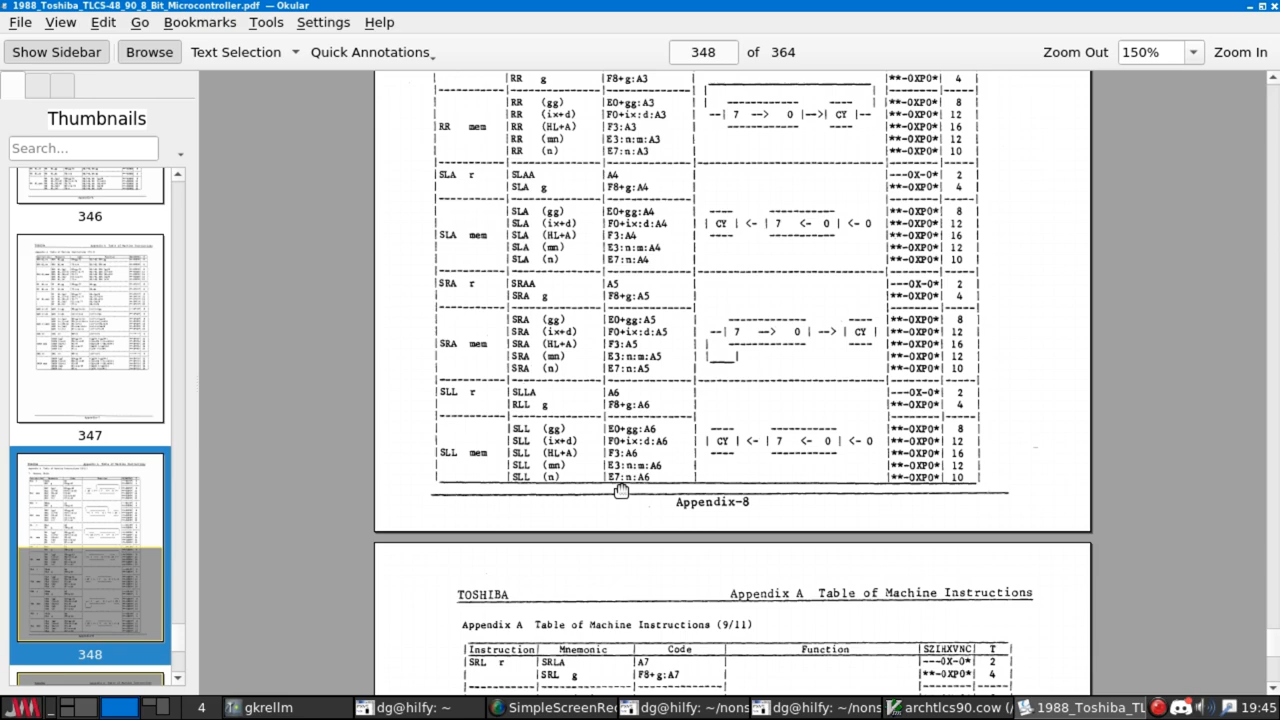 1988_Toshiba_TLCS-48_90_8_Bit_Microcontroller.pdf — Okular
File View Edit Go Bookmarks Tools Settings Help
Show Sidebar Browse Text Selection Quick Annotations 348 of 364 Zoom Out 150% Zoom In
Thumbnails
Search...
346
347
348
RR g F8+g:A3 **-0XP0* 4
RR (gg) E0+gg:A3 **-0XP0* 8
RR (ix+d) F0+ix:d:A3 7 --> 0 --> CY **-0XP0* 12
RR mem RR (HL+A) F3:A3 **-0XP0* 16
RR (mn) E3:n:m:A3 **-0XP0* 12
RR (n) E7:n:A3 **-0XP0* 10
SLA r SLAA A4 ---0X-0* 2
SLA g F8+g:A4 **-0XP0* 4
SLA (gg) E0+gg:A4 **-0XP0* 8
SLA (ix+d) F0+ix:d:A4 CY <- 7 <- 0 <- 0 **-0XP0* 12
SLA mem SLA (HL+A) F3:A4 **-0XP0* 16
SLA (mn) E3:n:m:A4 **-0XP0* 12
SLA (n) E7:n:A4 **-0XP0* 10
SRA r SRAA A5 ---0X-0* 2
SRA g F8+g:A5 **-0XP0* 4
SRA (gg) E0+gg:A5 **-0XP0* 8
SRA (ix+d) F0+ix:d:A5 7 --> 0 --> CY **-0XP0* 12
SRA mem SRA (HL+A) F3:A5 **-0XP0* 16
SRA (mn) E3:n:m:A5 **-0XP0* 12
SRA (n) E7:n:A5 **-0XP0* 10
SLL r SLLA A6 ---0X-0* 2
RLL g F8+g:A6 **-0XP0* 4
SLL (gg) E0+gg:A6 **-0XP0* 8
SLL (ix+d) F0+ix:d:A6 CY <- 7 <- 0 <- 0 **-0XP0* 12
SLL mem SLL (HL+A) F3:A6 **-0XP0* 16
SLL (mn) E3:n:m:A6 **-0XP0* 12
SLL (n) E7:n:A6 **-0XP0* 10
Appendix-8
TOSHIBA Appendix A Table of Machine Instructions
Appendix A Table of Machine Instructions (9/11)
Instruction Mnemonic Code Function SZIHXVNC T
SRL r SRLA A7 ---0X-0* 2
SRL g F8+g:A7 **-0XP0* 4
4 gkrellm dg@hilfy: ~ SimpleScreenRec dg@hilfy: ~/nons dg@hilfy: ~/nons archtlcs90.cow (/ 1988_Toshiba_TL 19:45